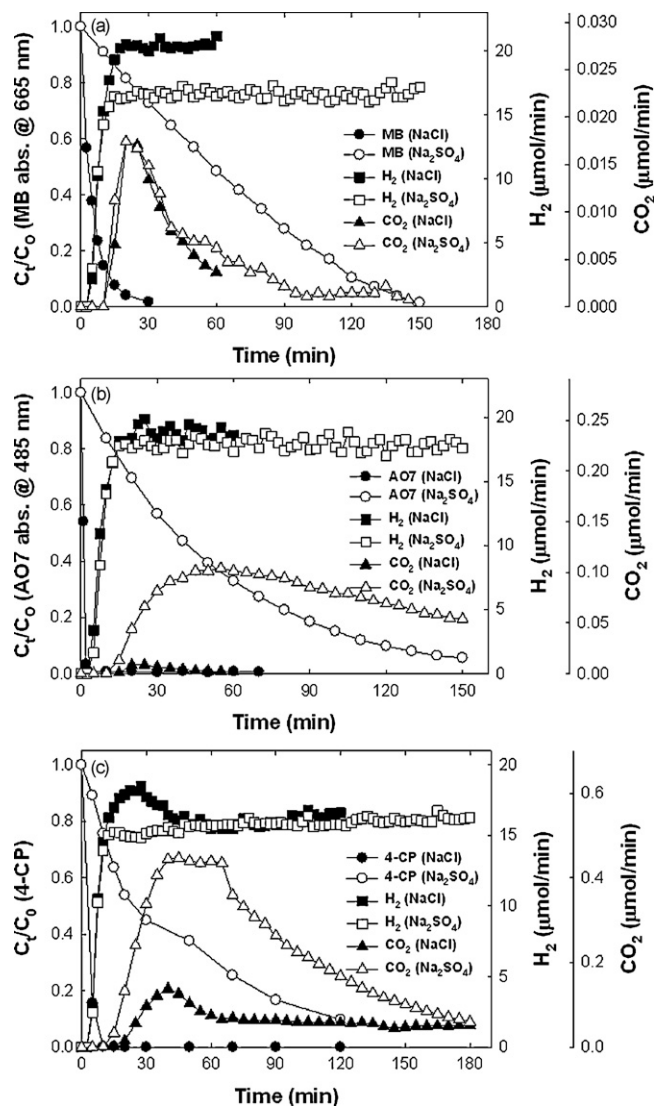 (a)
C_t/C_o (MB abs. @ 665 nm)
1.0
0.8
0.6
0.4
0.2
0.0
MB (NaCl)
MB (Na₂SO₄)
H₂ (NaCl)
H₂ (Na₂SO₄)
CO₂ (NaCl)
CO₂ (Na₂SO₄)
20
15
10
5
0
H₂ (μmol/min)
0.030
0.025
0.020
0.015
0.010
0.005
0.000
CO₂ (μmol/min)
0 30 60 90 120 150 180
Time (min)
(b)
C_t/C_o (AO7 abs. @ 485 nm)
1.0
0.8
0.6
0.4
0.2
0.0
AO7 (NaCl)
AO7 (Na₂SO₄)
H₂ (NaCl)
H₂ (Na₂SO₄)
CO₂ (NaCl)
CO₂ (Na₂SO₄)
20
15
10
5
0
H₂ (μmol/min)
0.25
0.20
0.15
0.10
0.05
0.00
CO₂ (μmol/min)
0 30 60 90 120 150
Time (min)
(c)
C_t/C_0 (4-CP)
1.0
0.8
0.6
0.4
0.2
0.0
4-CP (NaCl)
4-CP (Na₂SO₄)
H₂ (NaCl)
H₂ (Na₂SO₄)
CO₂ (NaCl)
CO₂ (Na₂SO₄)
20
15
10
5
0
H₂ (μmol/min)
0.6
0.4
0.2
0.0
CO₂ (μmol/min)
0 30 60 90 120 150 180
Time (min)